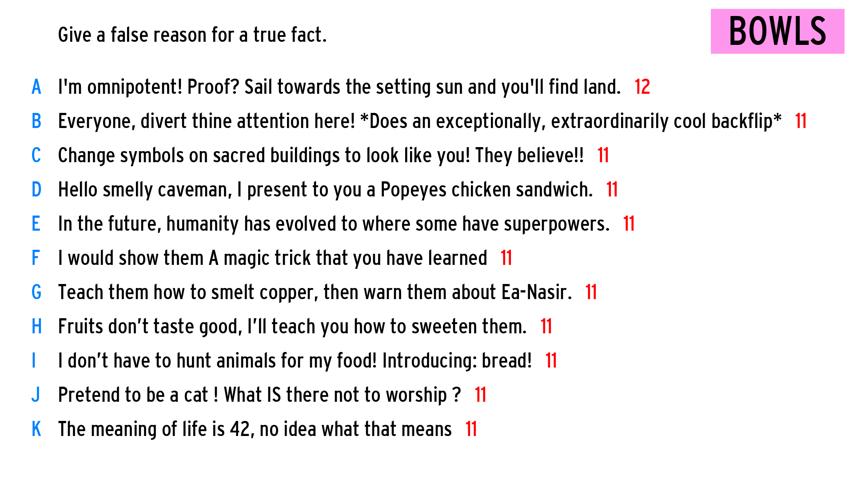 Give a false reason for a true fact.
BOWLS
A I'm omnipotent! Proof? Sail towards the setting sun and you'll find land. 12
B Everyone, divert thine attention here! *Does an exceptionally, extraordinarily cool backflip* 11
C Change symbols on sacred buildings to look like you! They believe!! 11
D Hello smelly caveman, I present to you a Popeyes chicken sandwich. 11
E In the future, humanity has evolved to where some have superpowers. 11
F I would show them A magic trick that you have learned 11
G Teach them how to smelt copper, then warn them about Ea-Nasir. 11
H Fruits don’t taste good, I’ll teach you how to sweeten them. 11
I I don’t have to hunt animals for my food! Introducing: bread! 11
J Pretend to be a cat ! What IS there not to worship ? 11
K The meaning of life is 42, no idea what that means 11